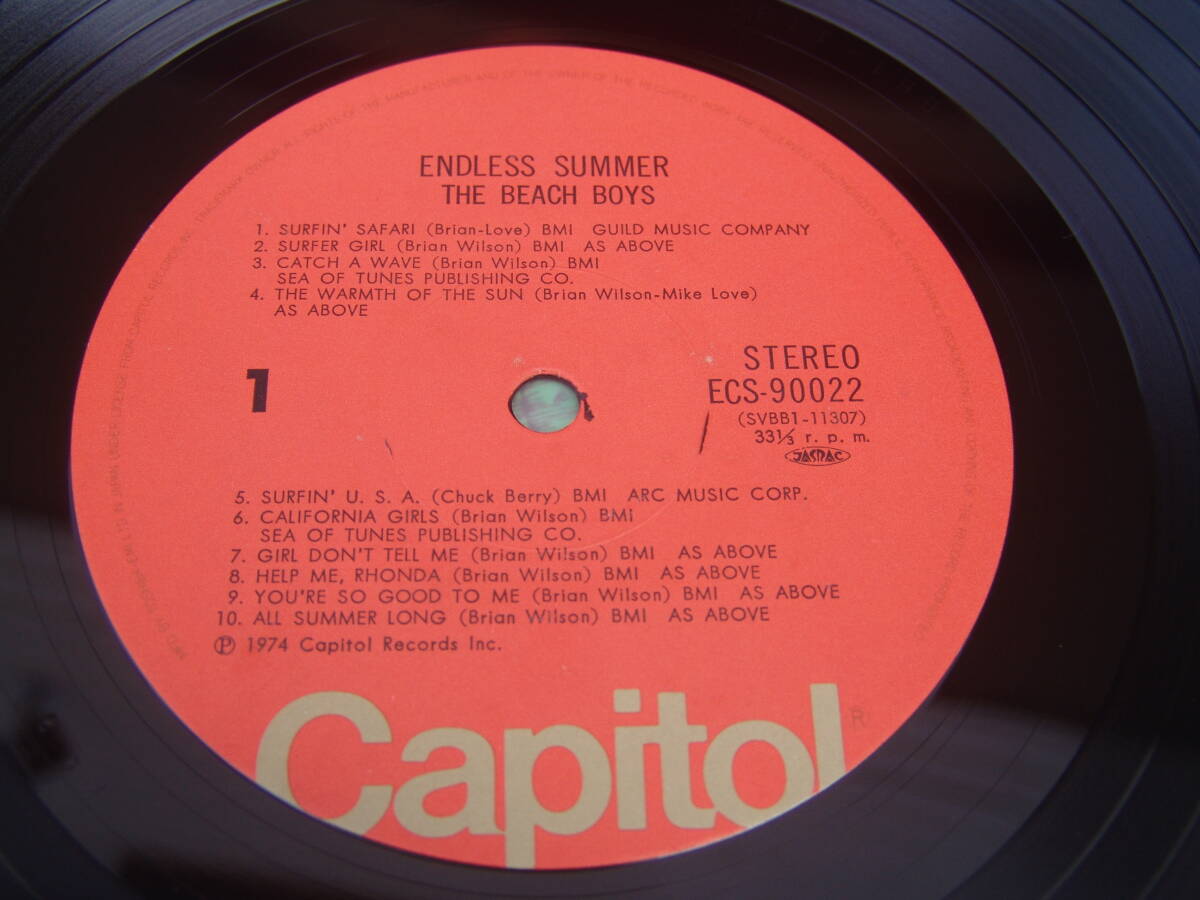 ENDLESS SUMMER
THE BEACH BOYS
1. SURFIN' SAFARI (Brian-Love) BMI GUILD MUSIC COMPANY
2. SURFER GIRL (Brian Wilson) BMI AS ABOVE
3. CATCH A WAVE (Brian Wilson) BMI
SEA OF TUNES PUBLISHING CO.
4. THE WARMTH OF THE SUN (Brian Wilson-Mike Love)
AS ABOVE
1
STEREO
ECS-90022
(SVBB1-11307)
33⅓ r. p. m.
JASRAC
5. SURFIN' U. S. A. (Chuck Berry) BMI ARC MUSIC CORP.
6. CALIFORNIA GIRLS (Brian Wilson) BMI
SEA OF TUNES PUBLISHING CO.
7. GIRL DON'T TELL ME (Brian Wilson) BMI AS ABOVE
8. HELP ME, RHONDA (Brian Wilson) BMI AS ABOVE
9. YOU'RE SO GOOD TO ME (Brian Wilson) BMI AS ABOVE
10. ALL SUMMER LONG (Brian Wilson) BMI AS ABOVE
Ⓟ 1974 Capitol Records Inc.
Capitol ®